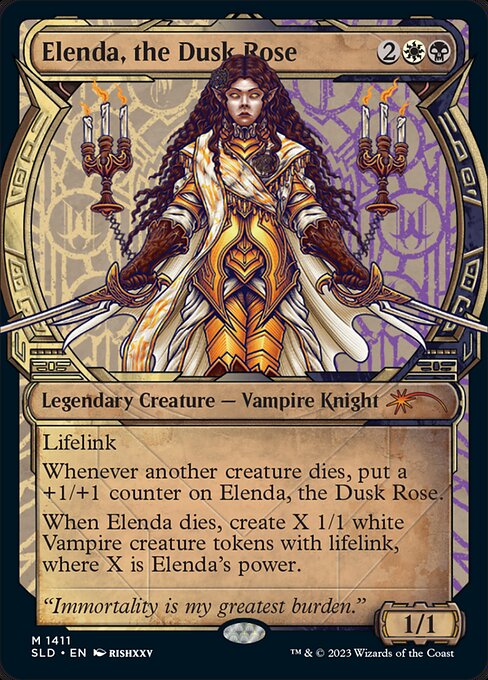 Elenda, the Dusk Rose 2
Legendary Creature — Vampire Knight
Lifelink
Whenever another creature dies, put a
+1/+1 counter on Elenda, the Dusk Rose.
When Elenda dies, create X 1/1 white
Vampire creature tokens with lifelink,
where X is Elenda's power.
“Immortality is my greatest burden.”
1/1
M 1411
SLD • EN RISHXXV
™ & © 2023 Wizards of the Coast